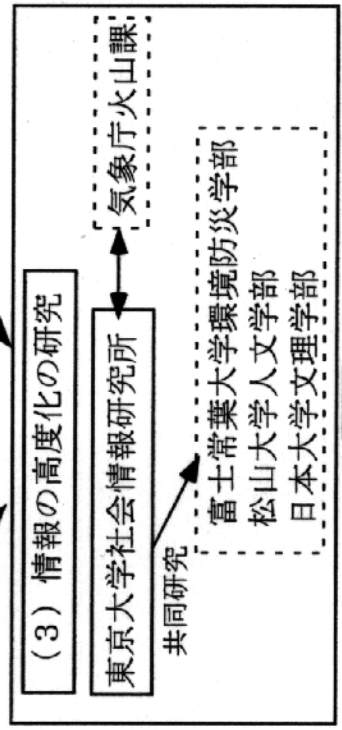 （3）情報の高度化の研究
東京大学社会情報研究所
気象庁火山課
共同研究
富士常葉大学環境防災学部
松山大学人文学部
日本大学文理学部